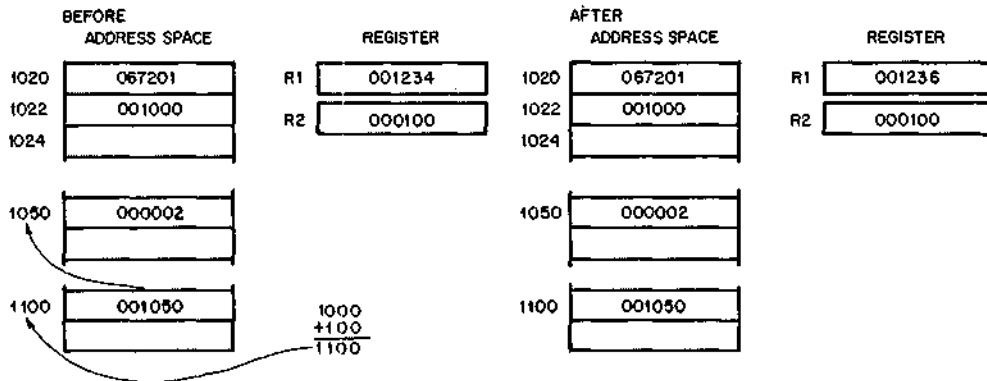 BEFORE
ADDRESS SPACE
REGISTER
1020 067201
1022 001000
1024
R1 001234
R2 000100
1050 000002
1100 001050
1000
+100
1100
AFTER
ADDRESS SPACE
REGISTER
1020 067201
1022 001000
1024
R1 001236
R2 000100
1050 000002
1100 001050